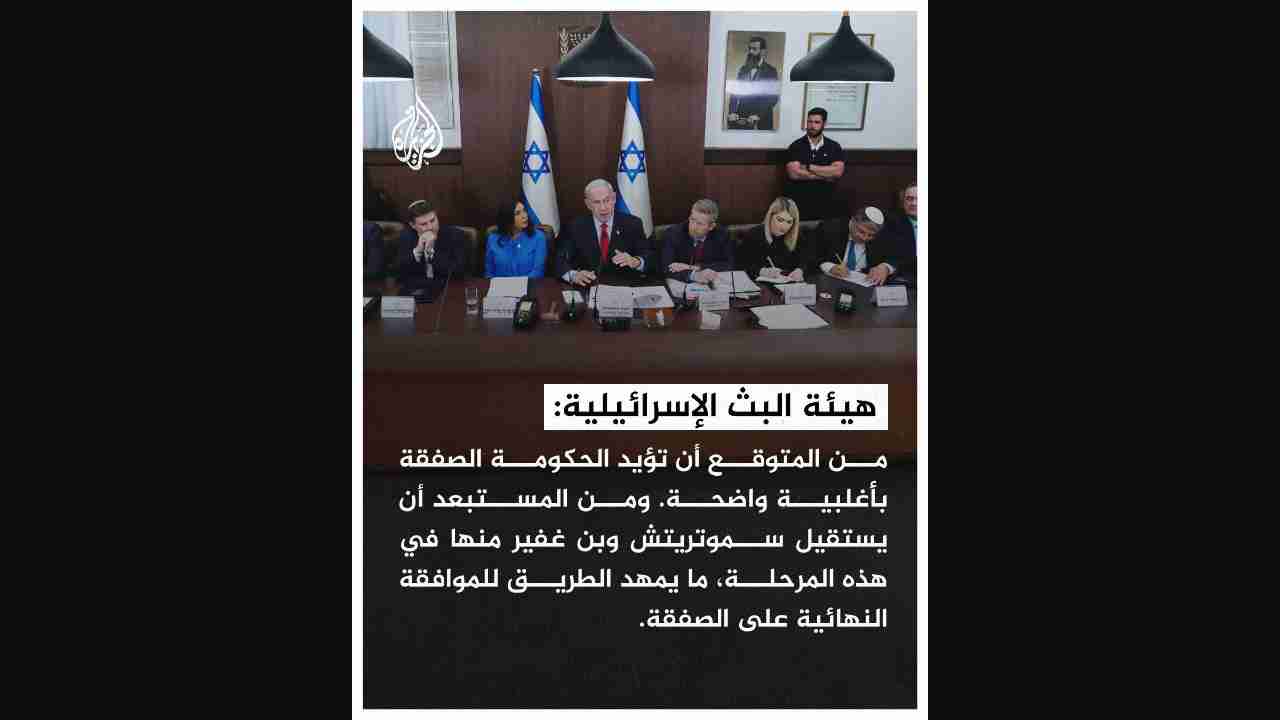 الجزيرة
هيئة البث الإسرائيلية:
من المتوقع أن تؤيد الحكومة الصفقة
بأغلبية واضحة. ومن المستبعد أن
يستقيل سموتريتش وبن غفير منها في
هذه المرحلة، ما يمهد الطريق للموافقة
النهائية على الصفقة.